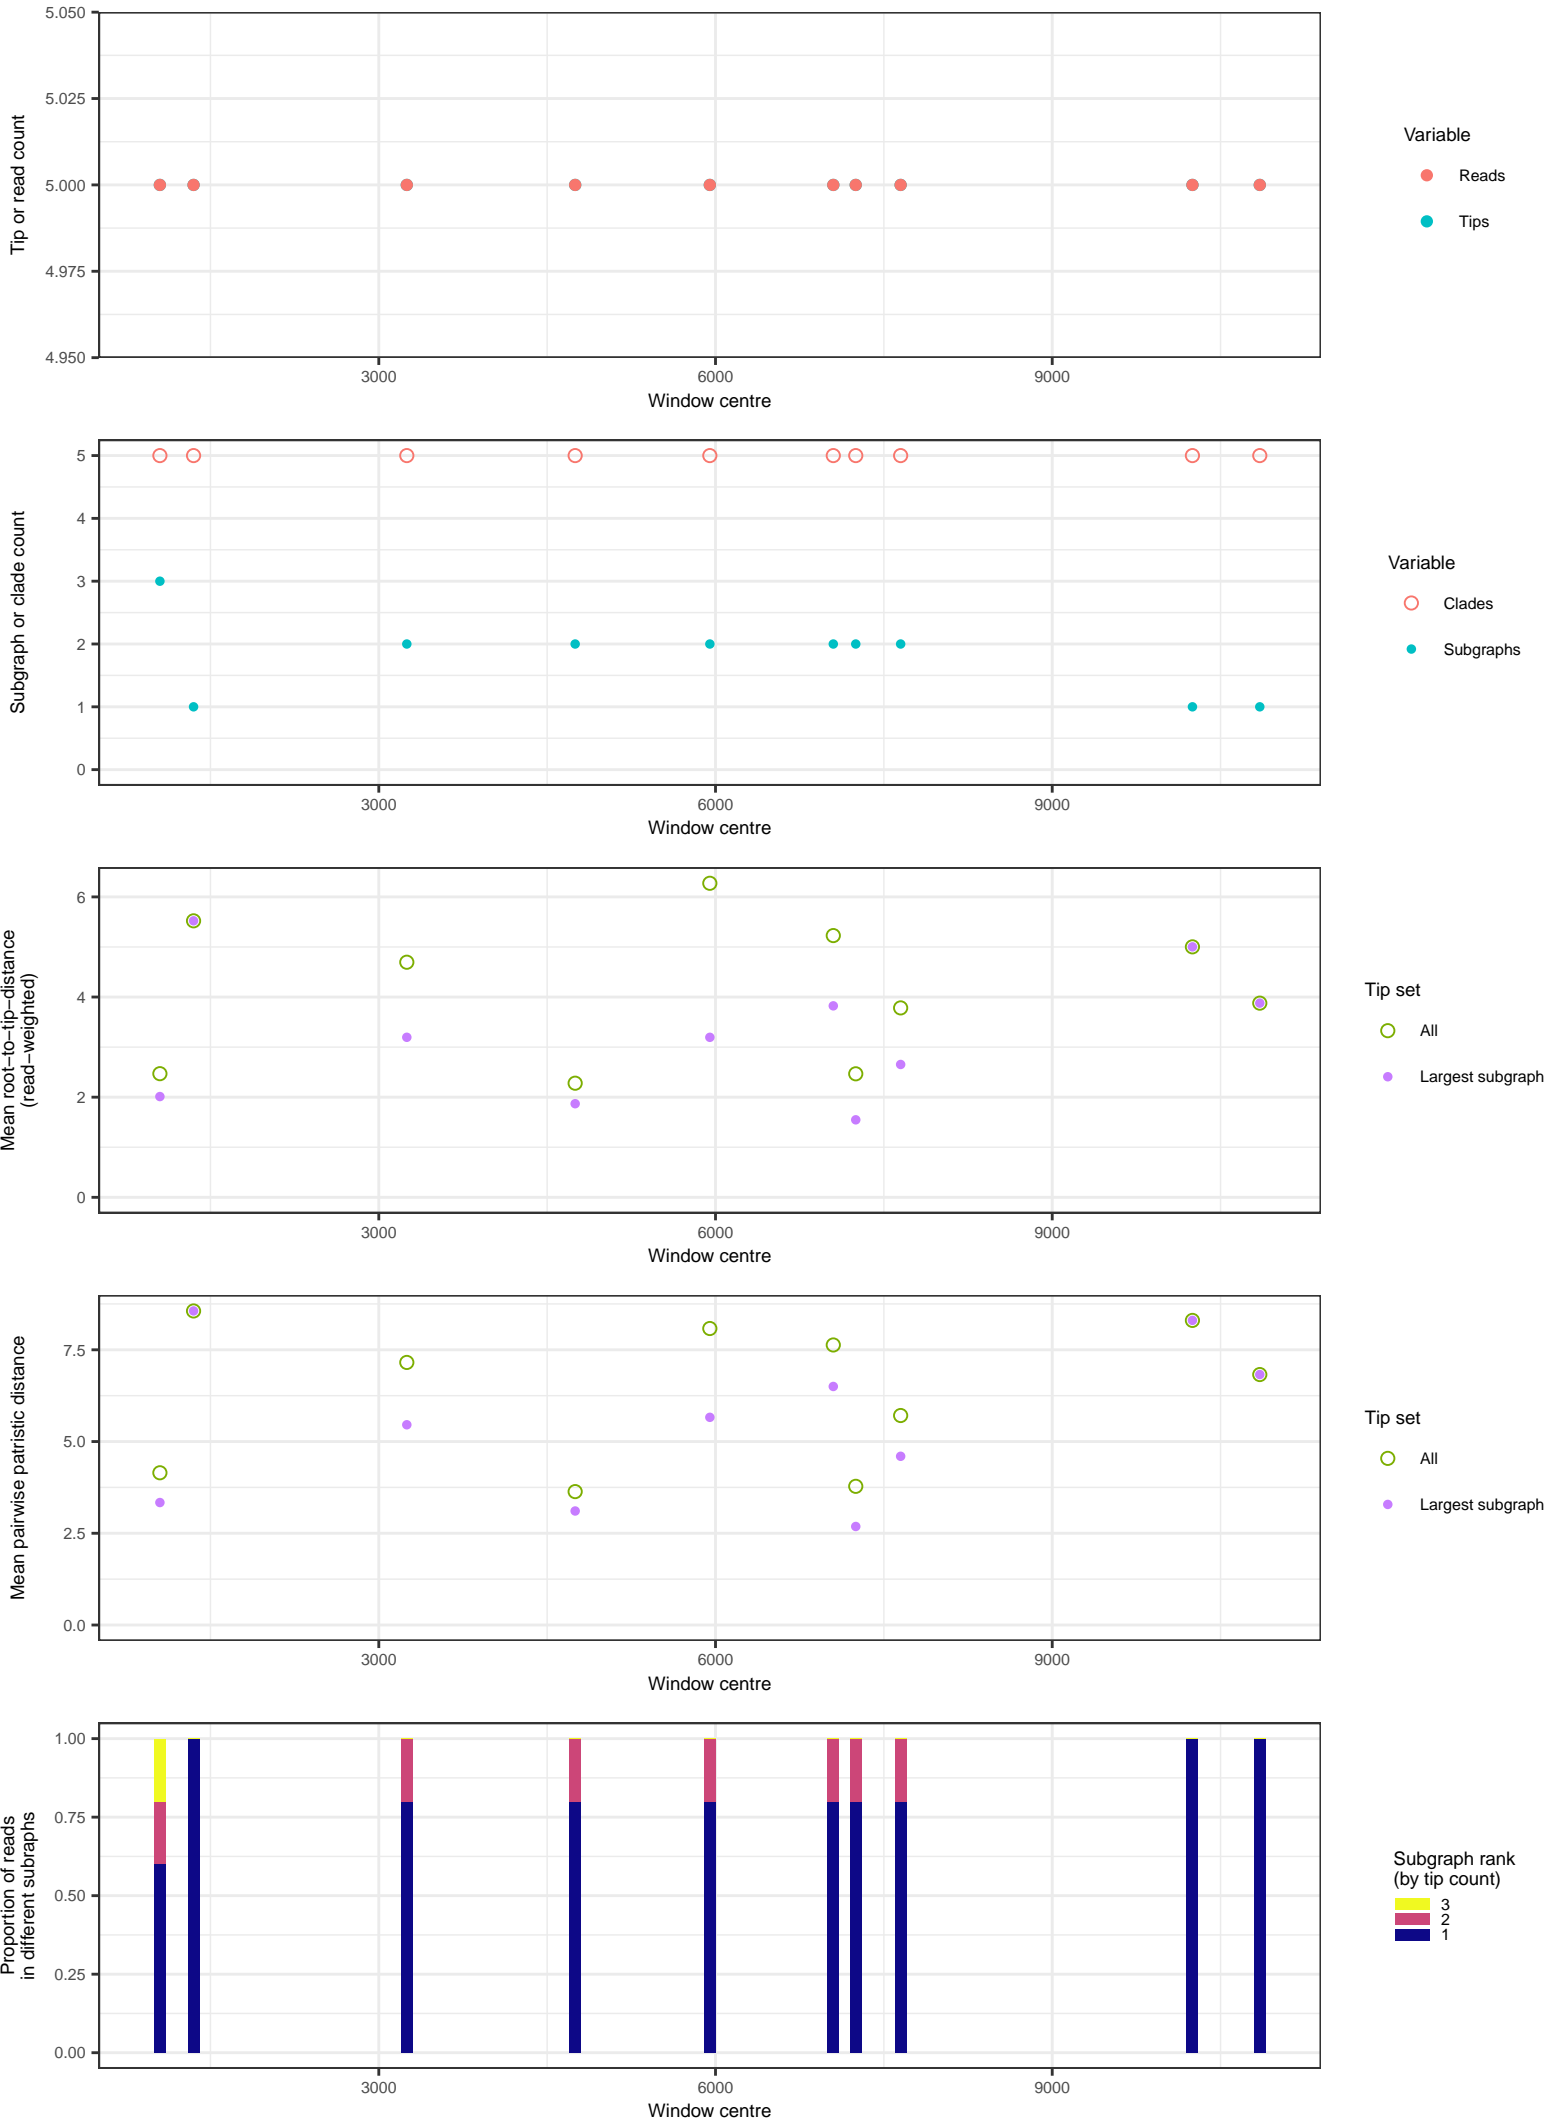 5.050
5.025
5.000
4.975
4.950
Tip or read count
3000 6000 9000
Window centre
Variable
Reads
Tips
5
4
3
2
1
0
Subgraph or clade count
3000 6000 9000
Window centre
Variable
Clades
Subgraphs
6
4
2
0
Mean root−to−tip−distance
(read−weighted)
3000 6000 9000
Window centre
Tip set
All
Largest subgraph
7.5
5.0
2.5
0.0
Mean pairwise patristic distance
3000 6000 9000
Window centre
Tip set
All
Largest subgraph
1.00
0.75
0.50
0.25
0.00
Proportion of reads
in different subraphs
3000 6000 9000
Window centre
Subgraph rank
(by tip count)
3
2
1